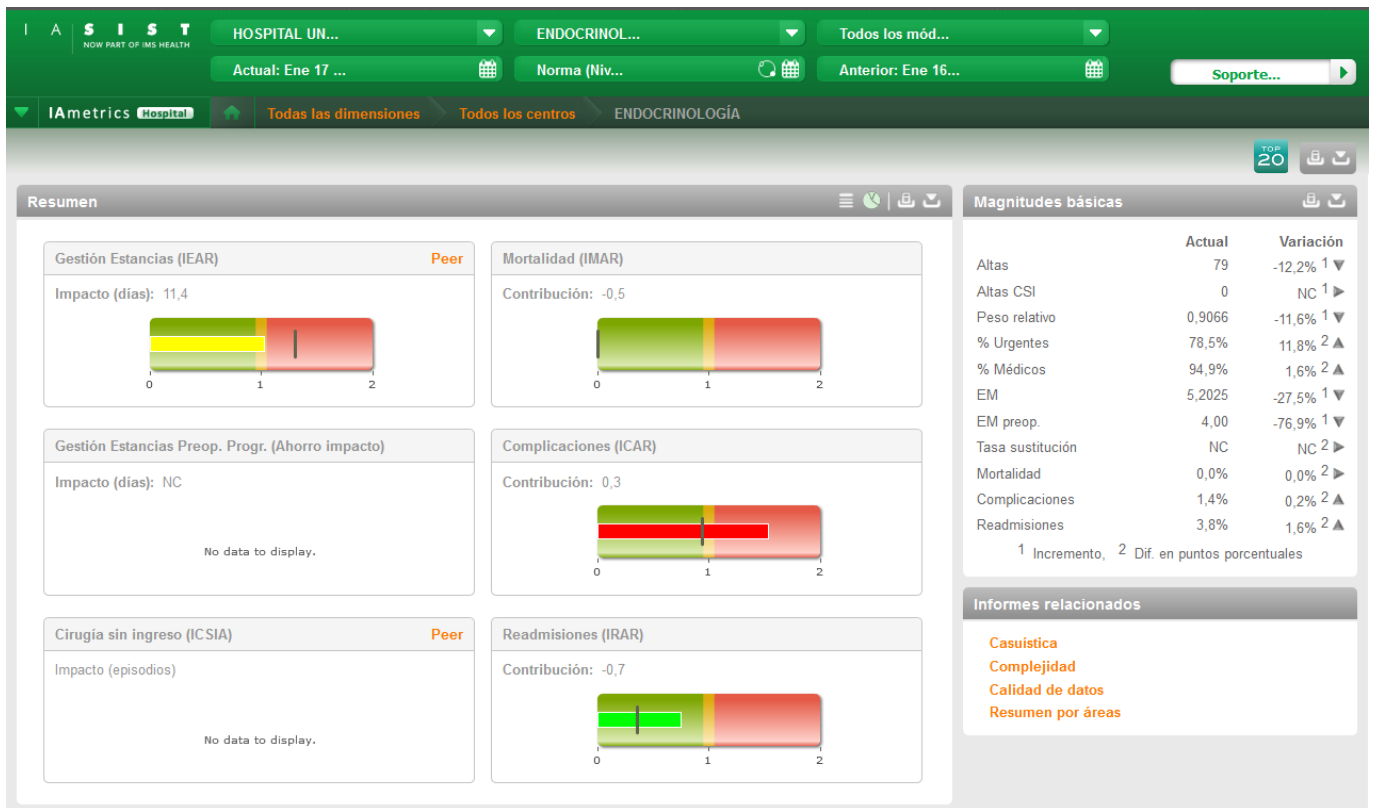 I A S I S T
NOW PART OF IMS HEALTH
HOSPITAL UN...
ENDOCRINOL...
Todos los mód...
Actual: Ene 17 ...
Norma (Niv...
Anterior: Ene 16...
Soporte...
IAmetrics Hospital
Todas las dimensiones
Todos los centros
ENDOCRINOLOGÍA
TOP
20
Resumen
Gestión Estancias (IEAR) Peer
Impacto (días): 11,4
0 1 2
Mortalidad (IMAR)
Contribución: -0,5
0 1 2
Gestión Estancias Preop. Progr. (Ahorro impacto)
Impacto (días): NC
No data to display.
Complicaciones (ICAR)
Contribución: 0,3
0 1 2
Cirugía sin ingreso (ICSIA) Peer
Impacto (episodios)
No data to display.
Readmisiones (IRAR)
Contribución: -0,7
0 1 2
Magnitudes básicas
Actual Variación
Altas 79 -12,2% 1
Altas CSI 0 NC 1
Peso relativo 0,9066 -11,6% 1
% Urgentes 78,5% 11,8% 2
% Médicos 94,9% 1,6% 2
EM 5,2025 -27,5% 1
EM preop. 4,00 -76,9% 1
Tasa sustitución NC NC 2
Mortalidad 0,0% 0,0% 2
Complicaciones 1,4% 0,2% 2
Readmisiones 3,8% 1,6% 2
1 Incremento, 2 Dif. en puntos porcentuales
Informes relacionados
Casuística
Complejidad
Calidad de datos
Resumen por áreas